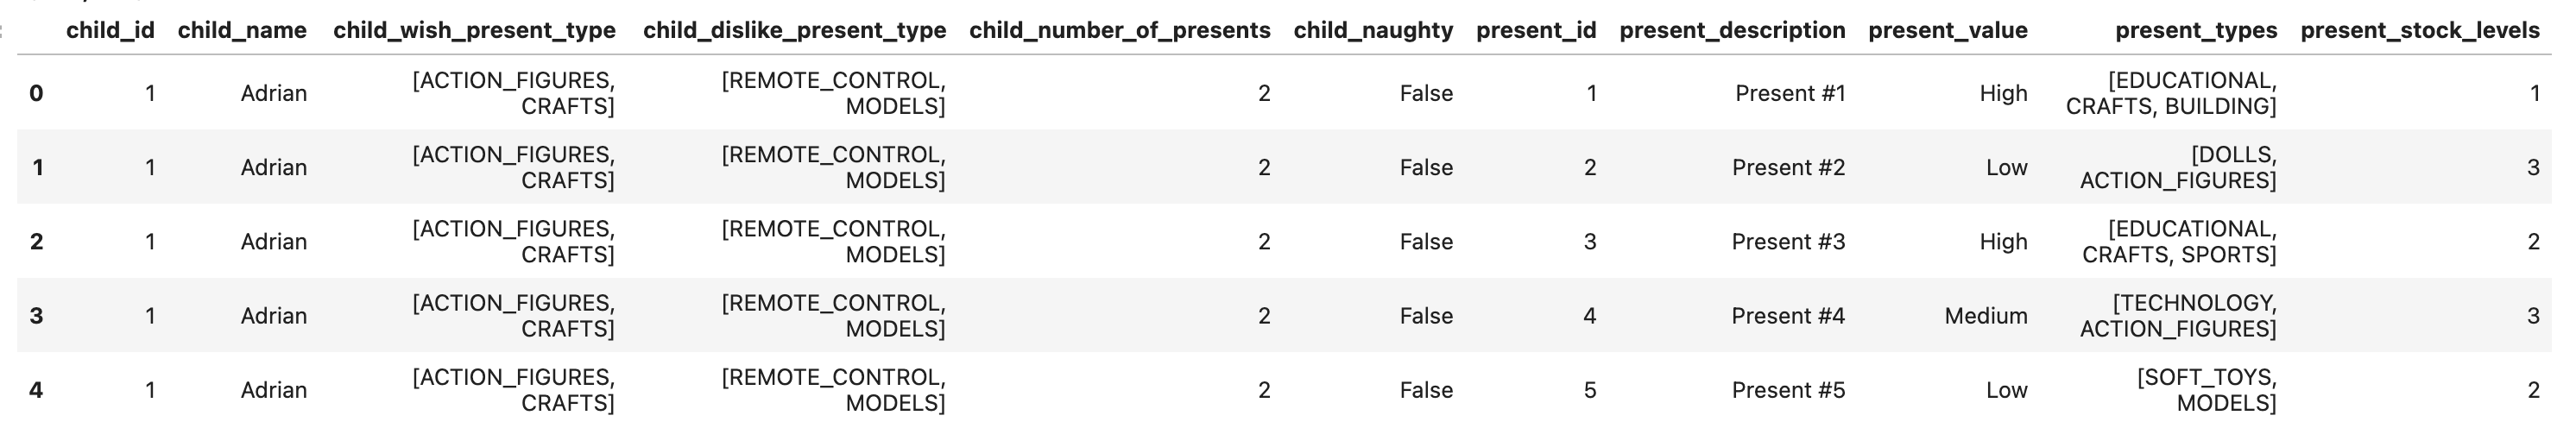 child_id child_name child_wish_present_type child_dislike_present_type child_number_of_presents child_naughty present_id present_description present_value present_types present_stock_levels
0 1 Adrian [ACTION_FIGURES, CRAFTS] [REMOTE_CONTROL, MODELS] 2 False 1 Present #1 High [EDUCATIONAL, CRAFTS, BUILDING] 1
1 1 Adrian [ACTION_FIGURES, CRAFTS] [REMOTE_CONTROL, MODELS] 2 False 2 Present #2 Low [DOLLS, ACTION_FIGURES] 3
2 1 Adrian [ACTION_FIGURES, CRAFTS] [REMOTE_CONTROL, MODELS] 2 False 3 Present #3 High [EDUCATIONAL, CRAFTS, SPORTS] 2
3 1 Adrian [ACTION_FIGURES, CRAFTS] [REMOTE_CONTROL, MODELS] 2 False 4 Present #4 Medium [TECHNOLOGY, ACTION_FIGURES] 3
4 1 Adrian [ACTION_FIGURES, CRAFTS] [REMOTE_CONTROL, MODELS] 2 False 5 Present #5 Low [SOFT_TOYS, MODELS] 2